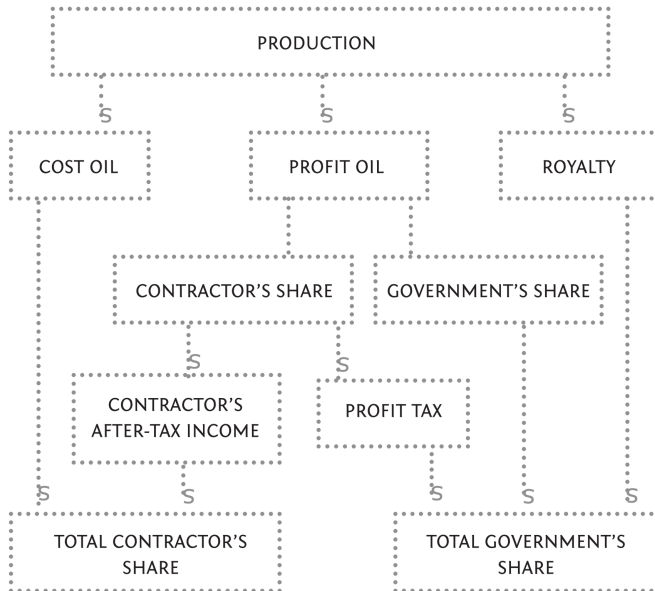 PRODUCTION
S S S
COST OIL PROFIT OIL ROYALTY
CONTRACTOR'S SHARE GOVERNMENT'S SHARE
S S
CONTRACTOR'S
AFTER-TAX INCOME
PROFIT TAX
S S S S S
TOTAL CONTRACTOR'S
SHARE
TOTAL GOVERNMENT'S
SHARE